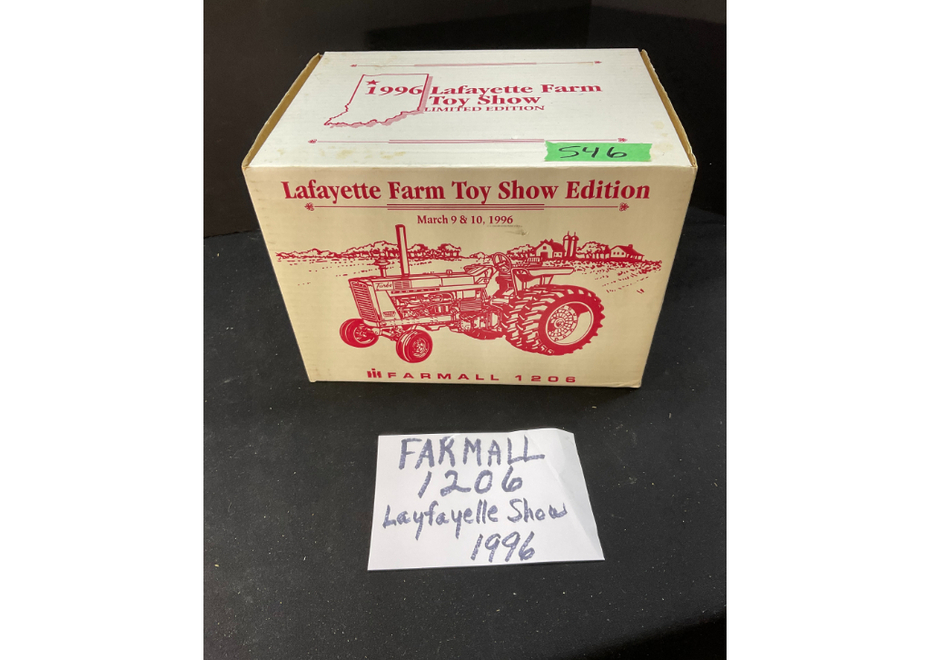 1996 Lafayette Farm
Toy Show
LIMITED EDITION
546
Lafayette Farm Toy Show Edition
March 9 & 10, 1996
FARMALL 1206
FARMALL
1206
Layfayelle Show
1996